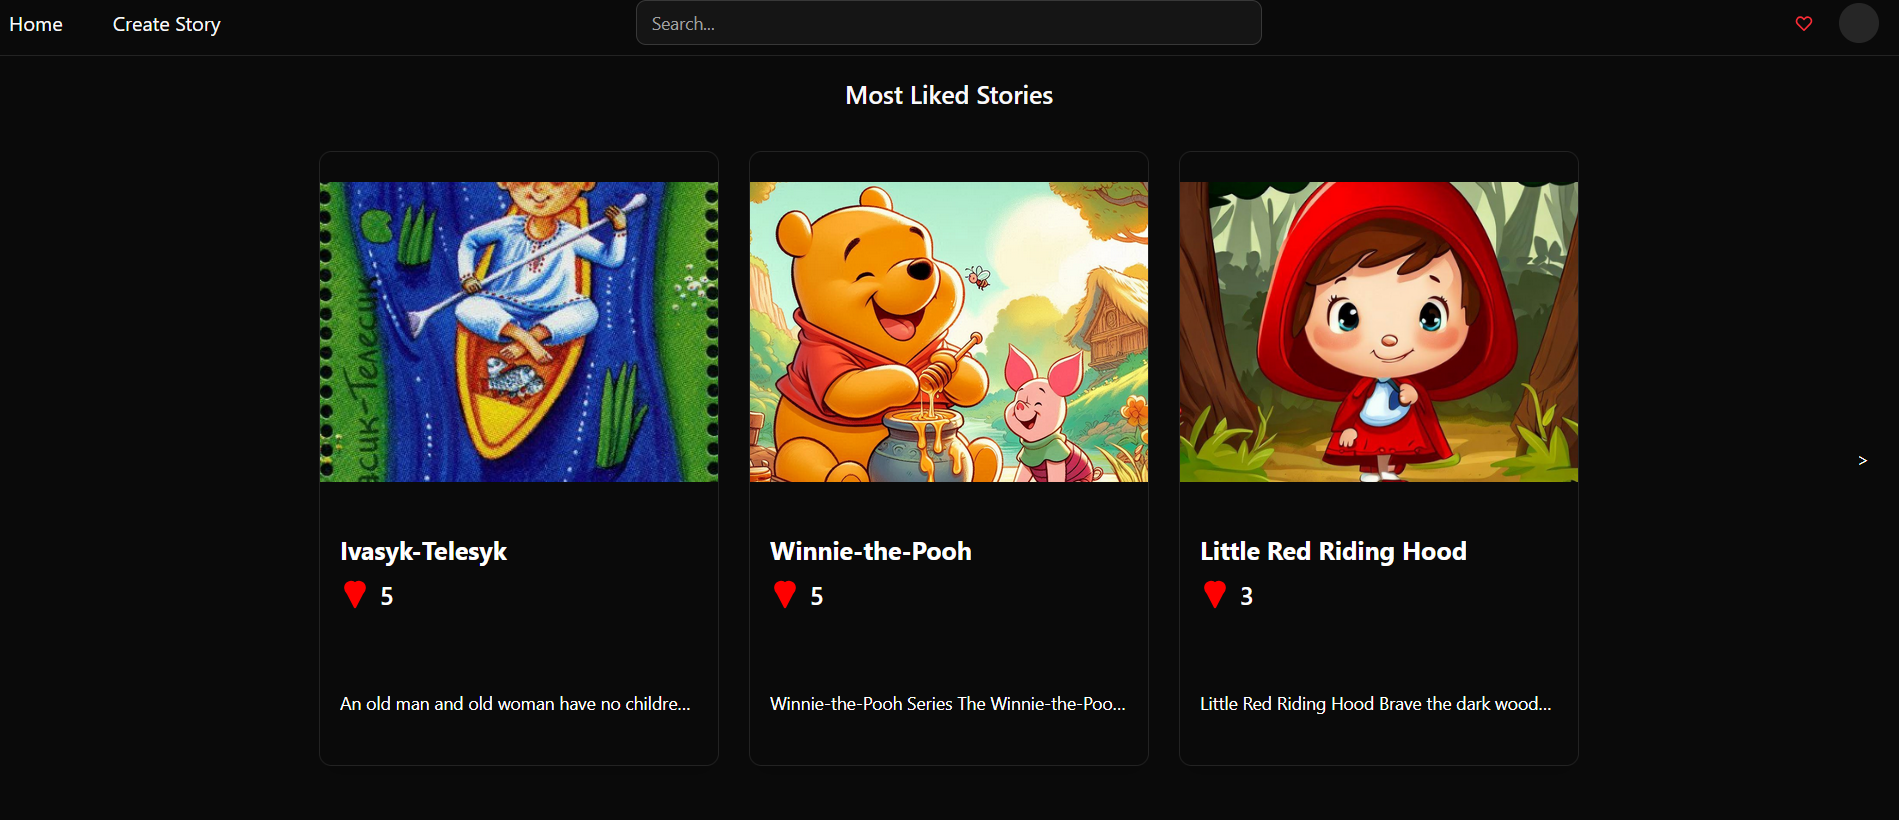 Home
Create Story
Search...
Most Liked Stories
Ivasyk-Telesyk
5
An old man and old woman have no childre...
асик-Телесик
Winnie-the-Pooh
5
Winnie-the-Pooh Series The Winnie-the-Poo...
Little Red Riding Hood
3
Little Red Riding Hood Brave the dark wood...
>